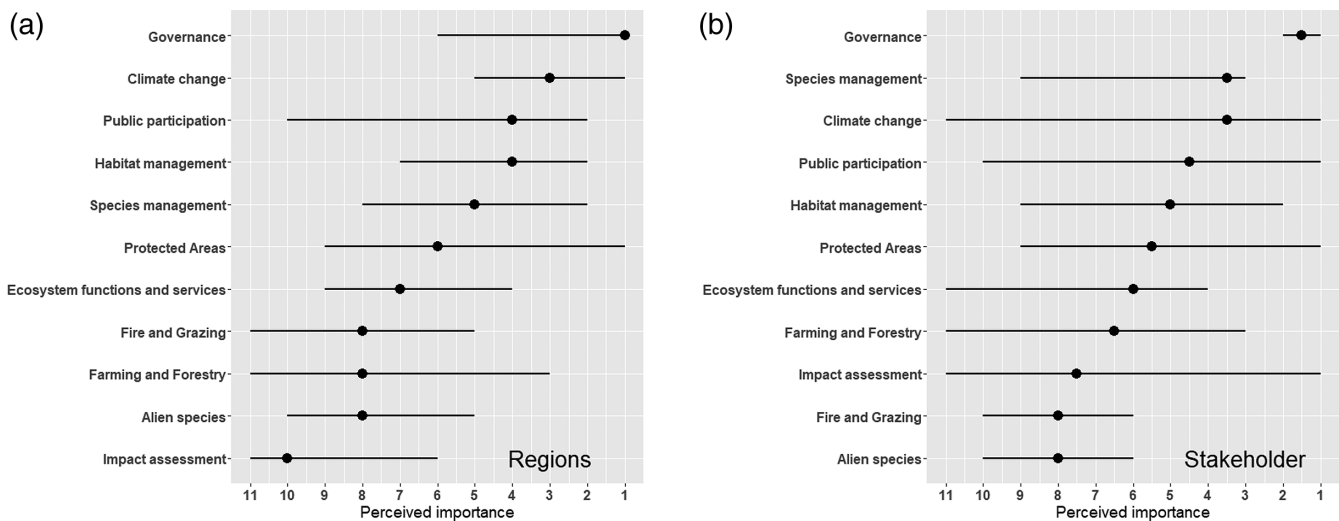 (a)
Governance
Climate change
Public participation
Habitat management
Species management
Protected Areas
Ecosystem functions and services
Fire and Grazing
Farming and Forestry
Alien species
Impact assessment
Regions
11 10 9 8 7 6 5 4 3 2 1
Perceived importance
(b)
Governance
Species management
Climate change
Public participation
Habitat management
Protected Areas
Ecosystem functions and services
Farming and Forestry
Impact assessment
Fire and Grazing
Alien species
Stakeholder
11 10 9 8 7 6 5 4 3 2 1
Perceived importance